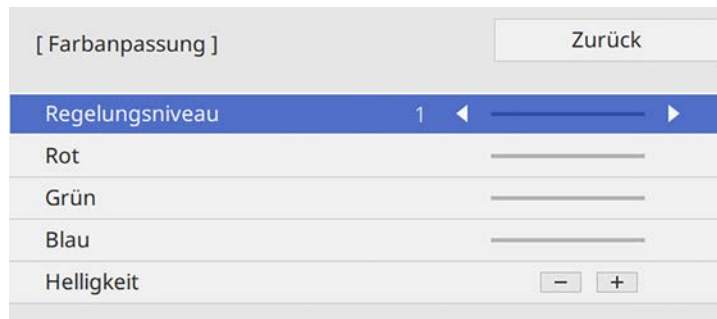 [ Farbanpassung ] Zurück
Regelungsniveau 1
Rot
Grün
Blau
Helligkeit − +